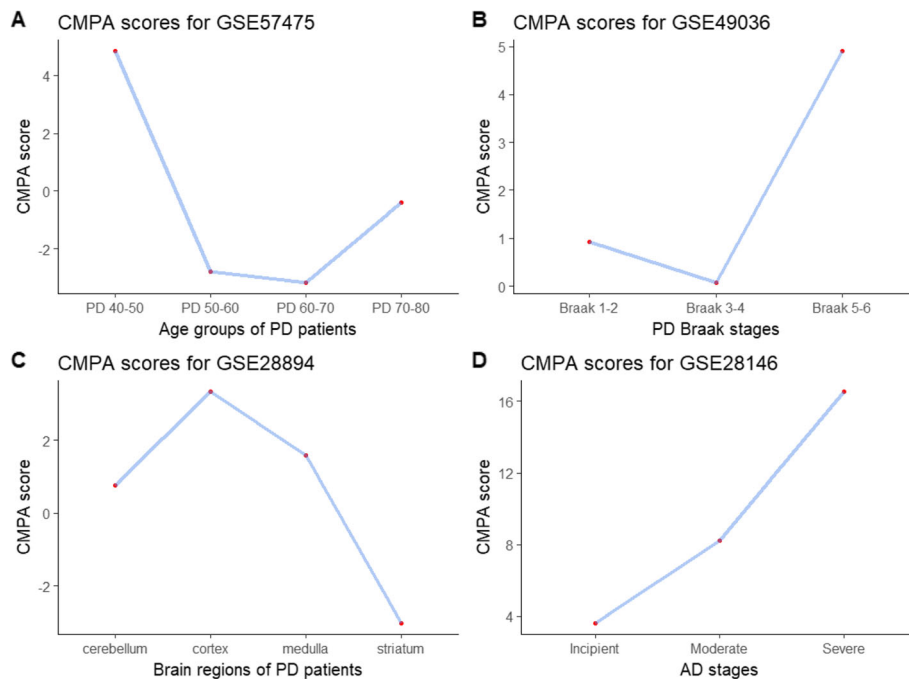 A
CMPA scores for GSE57475
CMPA score
4
2
0
-2
PD 40-50
PD 50-60
PD 60-70
PD 70-80
Age groups of PD patients
B
CMPA scores for GSE49036
CMPA score
5
4
3
2
1
0
Braak 1-2
Braak 3-4
Braak 5-6
PD Braak stages
C
CMPA scores for GSE28894
CMPA score
2
0
-2
cerebellum
cortex
medulla
striatum
Brain regions of PD patients
D
CMPA scores for GSE28146
CMPA score
16
12
8
4
Incipient
Moderate
Severe
AD stages